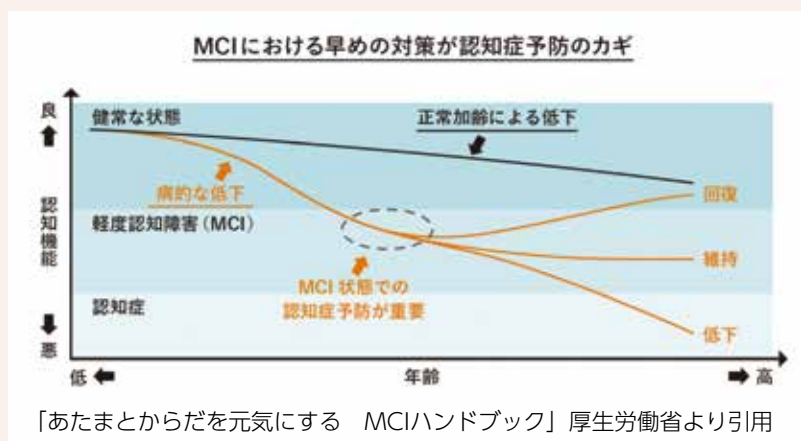 MCIにおける早めの対策が認知症予防のカギ
良
健常な状態
正常加齢による低下
病的な低下
回復
認知機能
軽度認知障害(MCI)
維持
MCI 状態での
認知症予防が重要
認知症
低下
悪
低
年齢
高
「あたまとからだを元気にする　MCIハンドブック」厚生労働省より引用